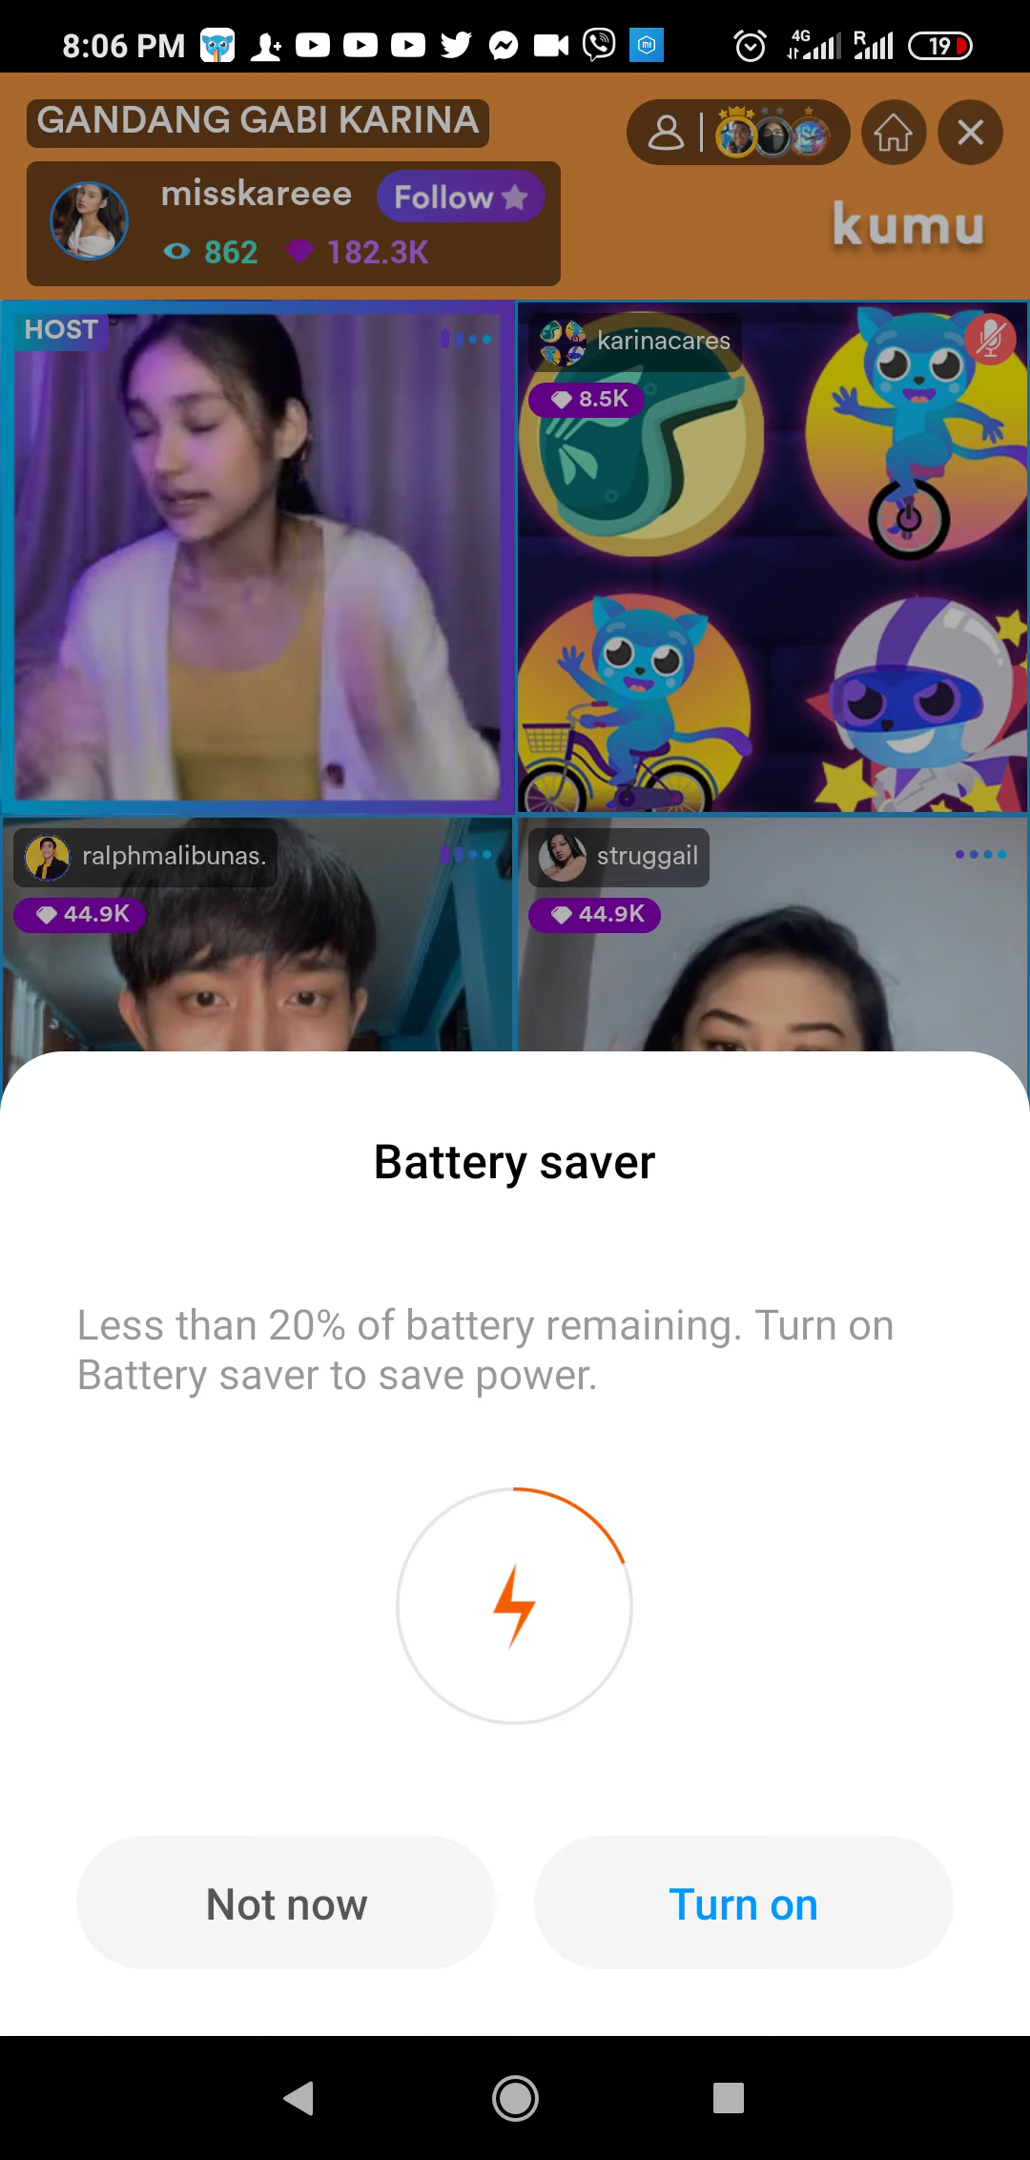 8:06 PM
4G
R
19
GANDANG GABI KARINA
misskareee
Follow
862
182.3K
kumu
HOST
karinacares
8.5K
ralphmalibunas.
44.9K
struggail
44.9K
Battery saver
Less than 20% of battery remaining. Turn on
Battery saver to save power.
Not now
Turn on